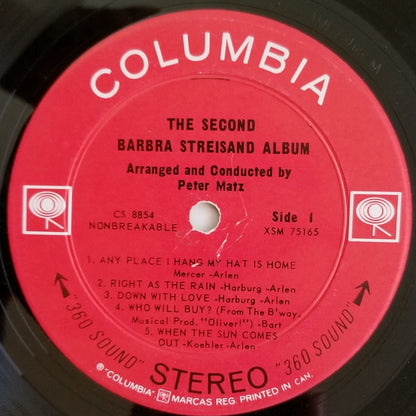 COLUMBIA
THE SECOND
BARBRA STREISAND ALBUM
Arranged and Conducted by
Peter Matz
CS 8854
NONBREAKABLE
Side 1
XSM 75165
1. ANY PLACE I HANG MY HAT IS HOME
Mercer -Arlen
2. RIGHT AS THE RAIN -Harburg -Arlen
3. DOWN WITH LOVE -Harburg -Arlen
4. WHO WILL BUY? (From The B'way
Musical Prod. "Oliver!") -Bart
5. WHEN THE SUN COMES
OUT -Koehler -Arlen
"360 SOUND" STEREO "360 SOUND"
℗ "COLUMBIA", MARCAS REG. PRINTED IN CAN.